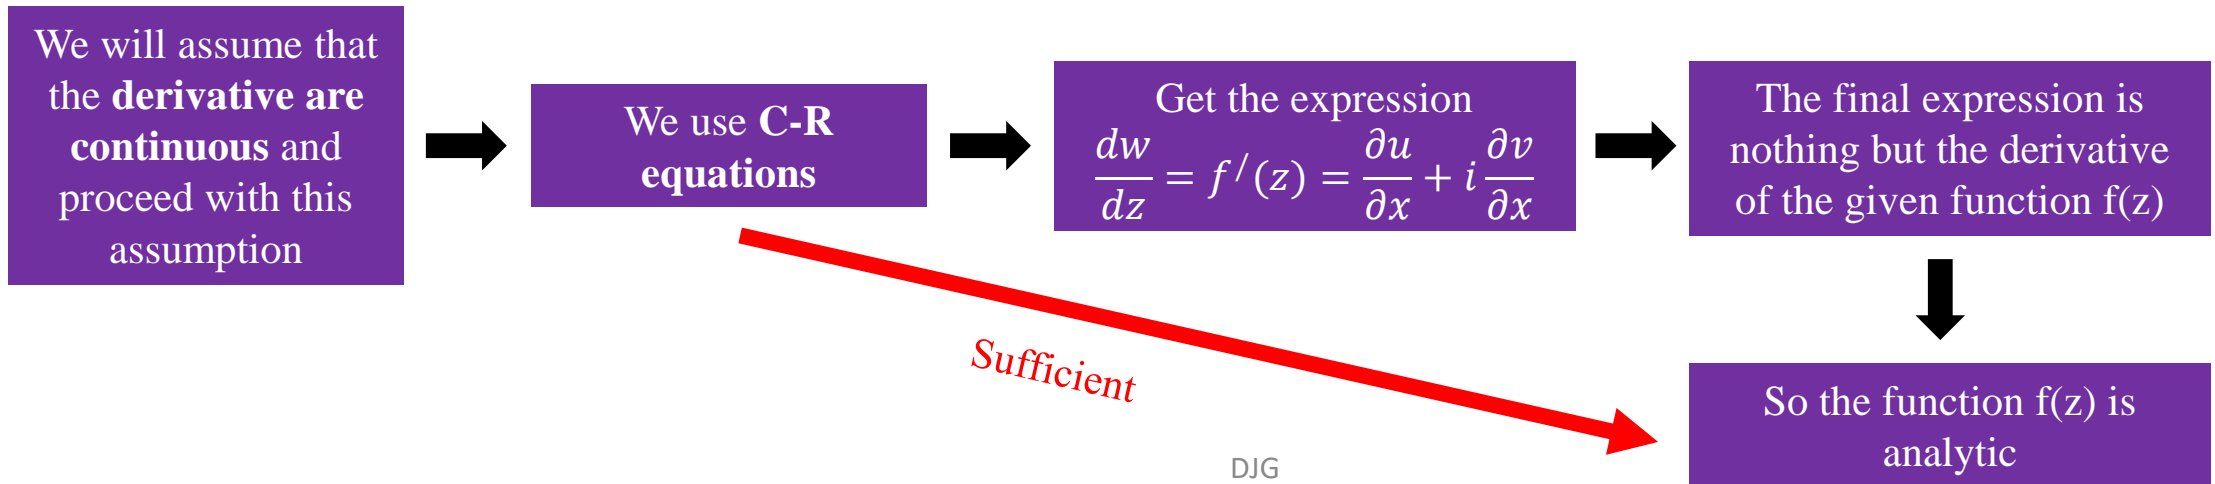 We will assume that
the derivative are
continuous and
proceed with this
assumption
We use C-R
equations
Get the expression
dw/dz = f ′(z) = ∂u/∂x + i ∂v/∂x
The final expression is
nothing but the derivative
of the given function f(z)
Sufficient
So the function f(z) is
analytic
DJG